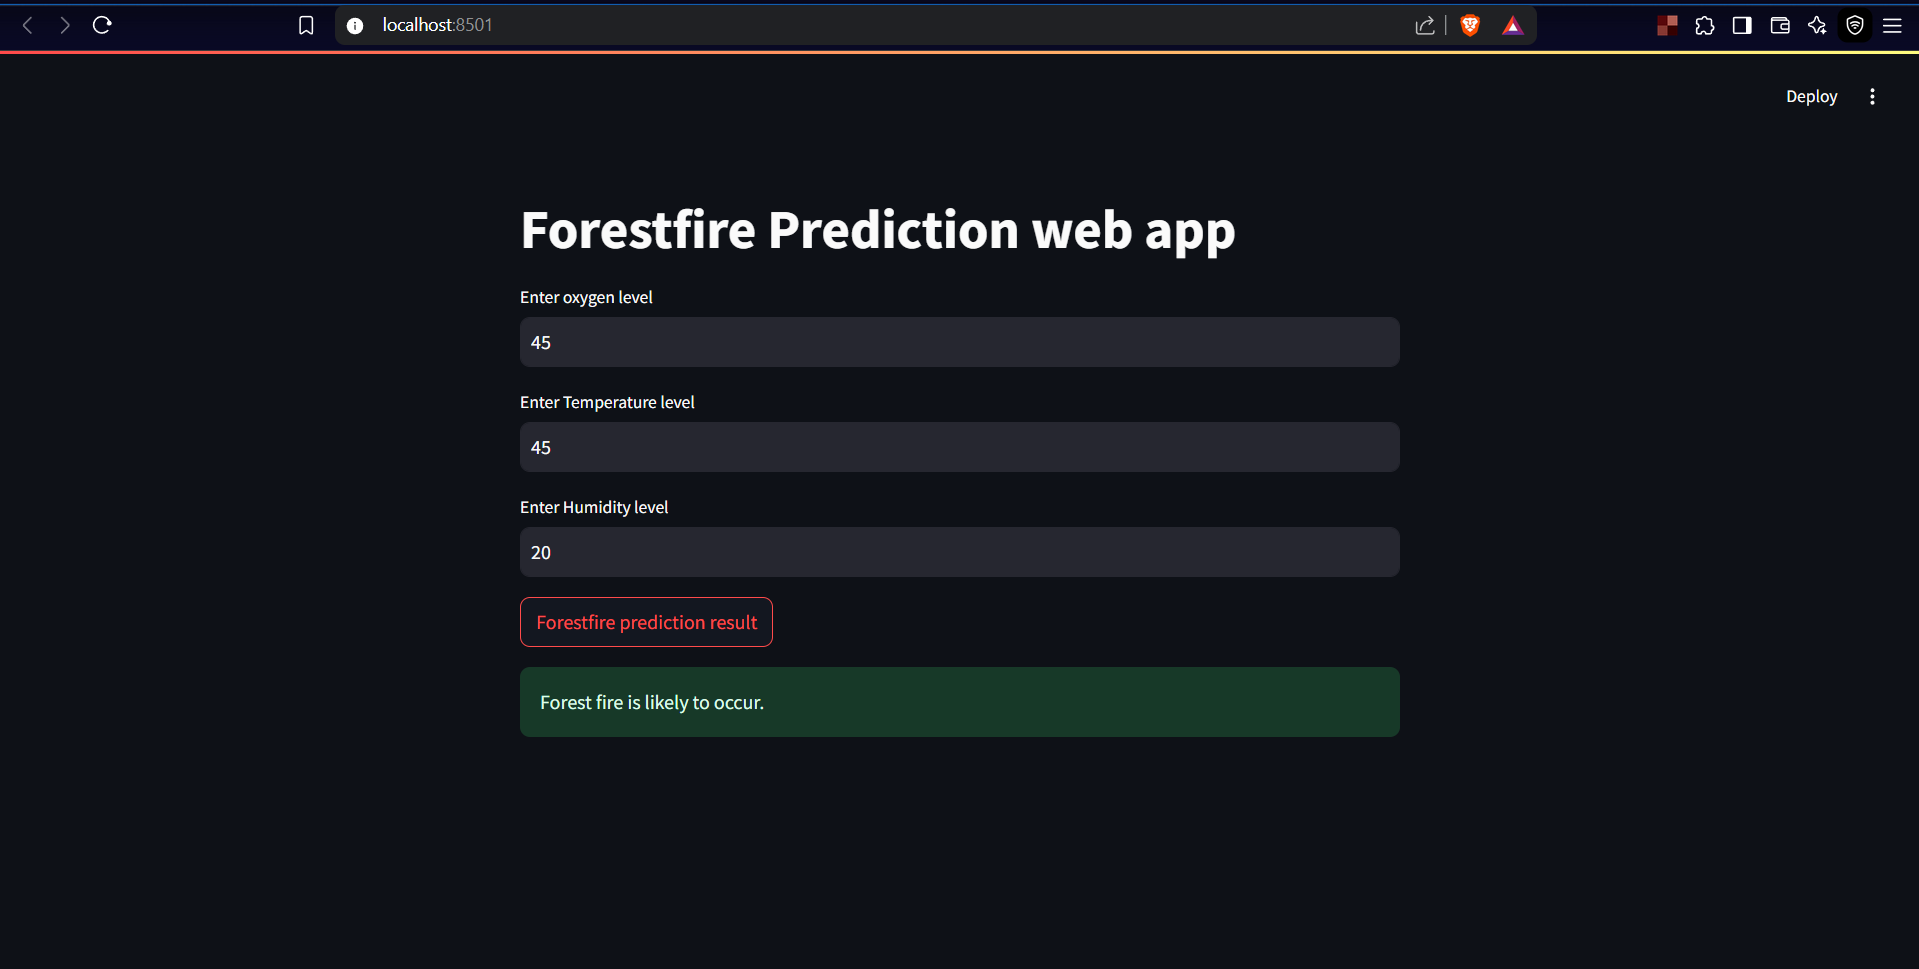 localhost:8501
Deploy
Forestfire Prediction web app
Enter oxygen level
45
Enter Temperature level
45
Enter Humidity level
20
Forestfire prediction result
Forest fire is likely to occur.